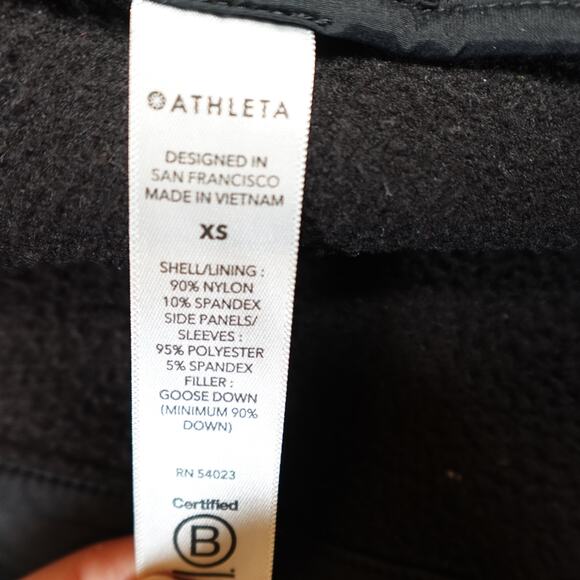 ATHLETA
DESIGNED IN
SAN FRANCISCO
MADE IN VIETNAM
XS
SHELL/LINING :
90% NYLON
10% SPANDEX
SIDE PANELS/
SLEEVES :
95% POLYESTER
5% SPANDEX
FILLER :
GOOSE DOWN
(MINIMUM 90%
DOWN)
RN 54023
Certified
B